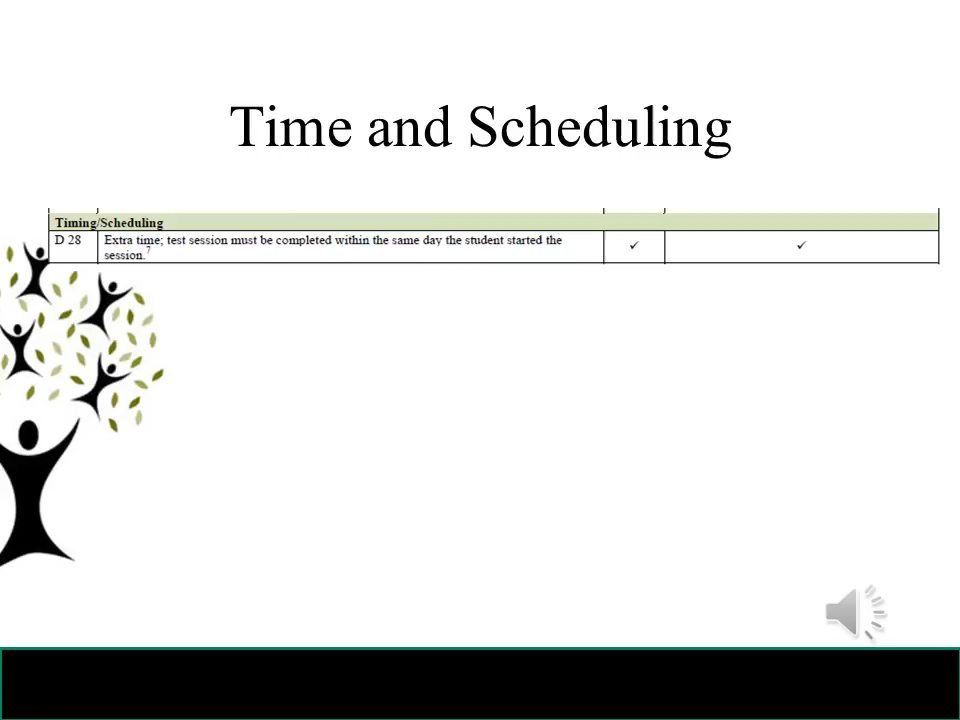 Time and Scheduling
Timing/Scheduling
D 28 Extra time; test session must be completed within the same day the student started the ✓ ✓
session.7